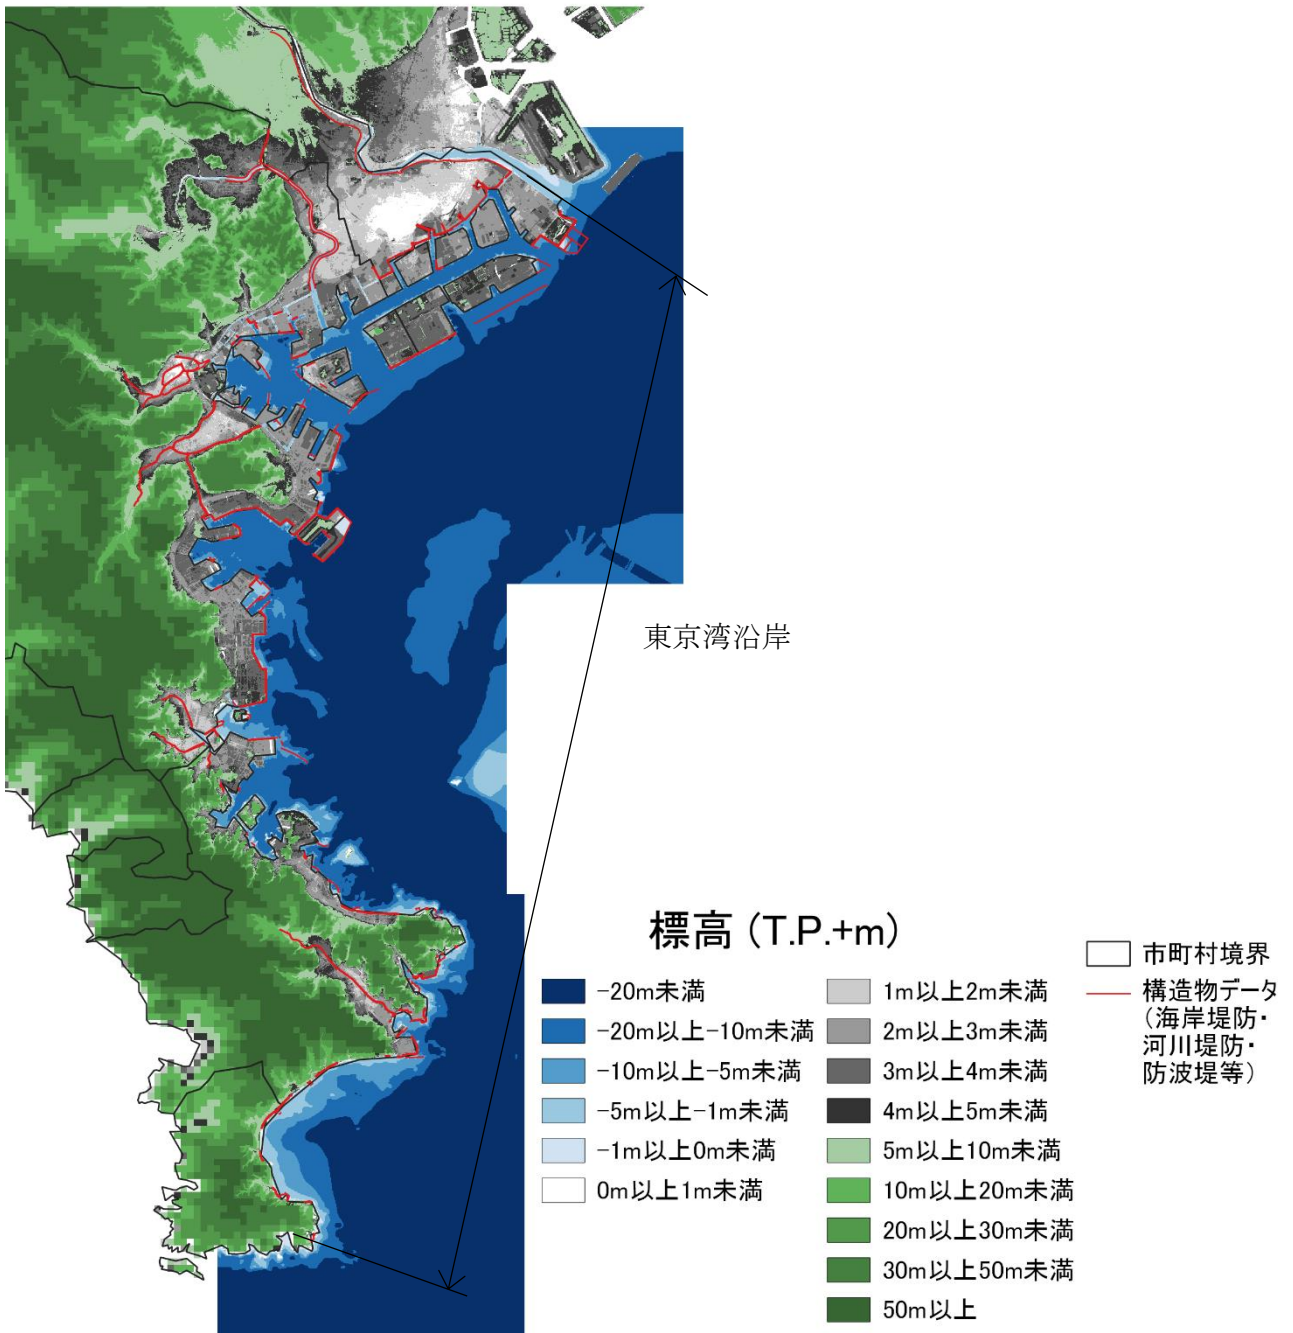 東京湾沿岸
標高（T.P.+m）
-20m未満
-20m以上-10m未満
-10m以上-5m未満
-5m以上-1m未満
-1m以上0m未満
0m以上1m未満
1m以上2m未満
2m以上3m未満
3m以上4m未満
4m以上5m未満
5m以上10m未満
10m以上20m未満
20m以上30m未満
30m以上50m未満
50m以上
市町村境界
構造物データ
（海岸堤防・
河川堤防・
防波堤等）